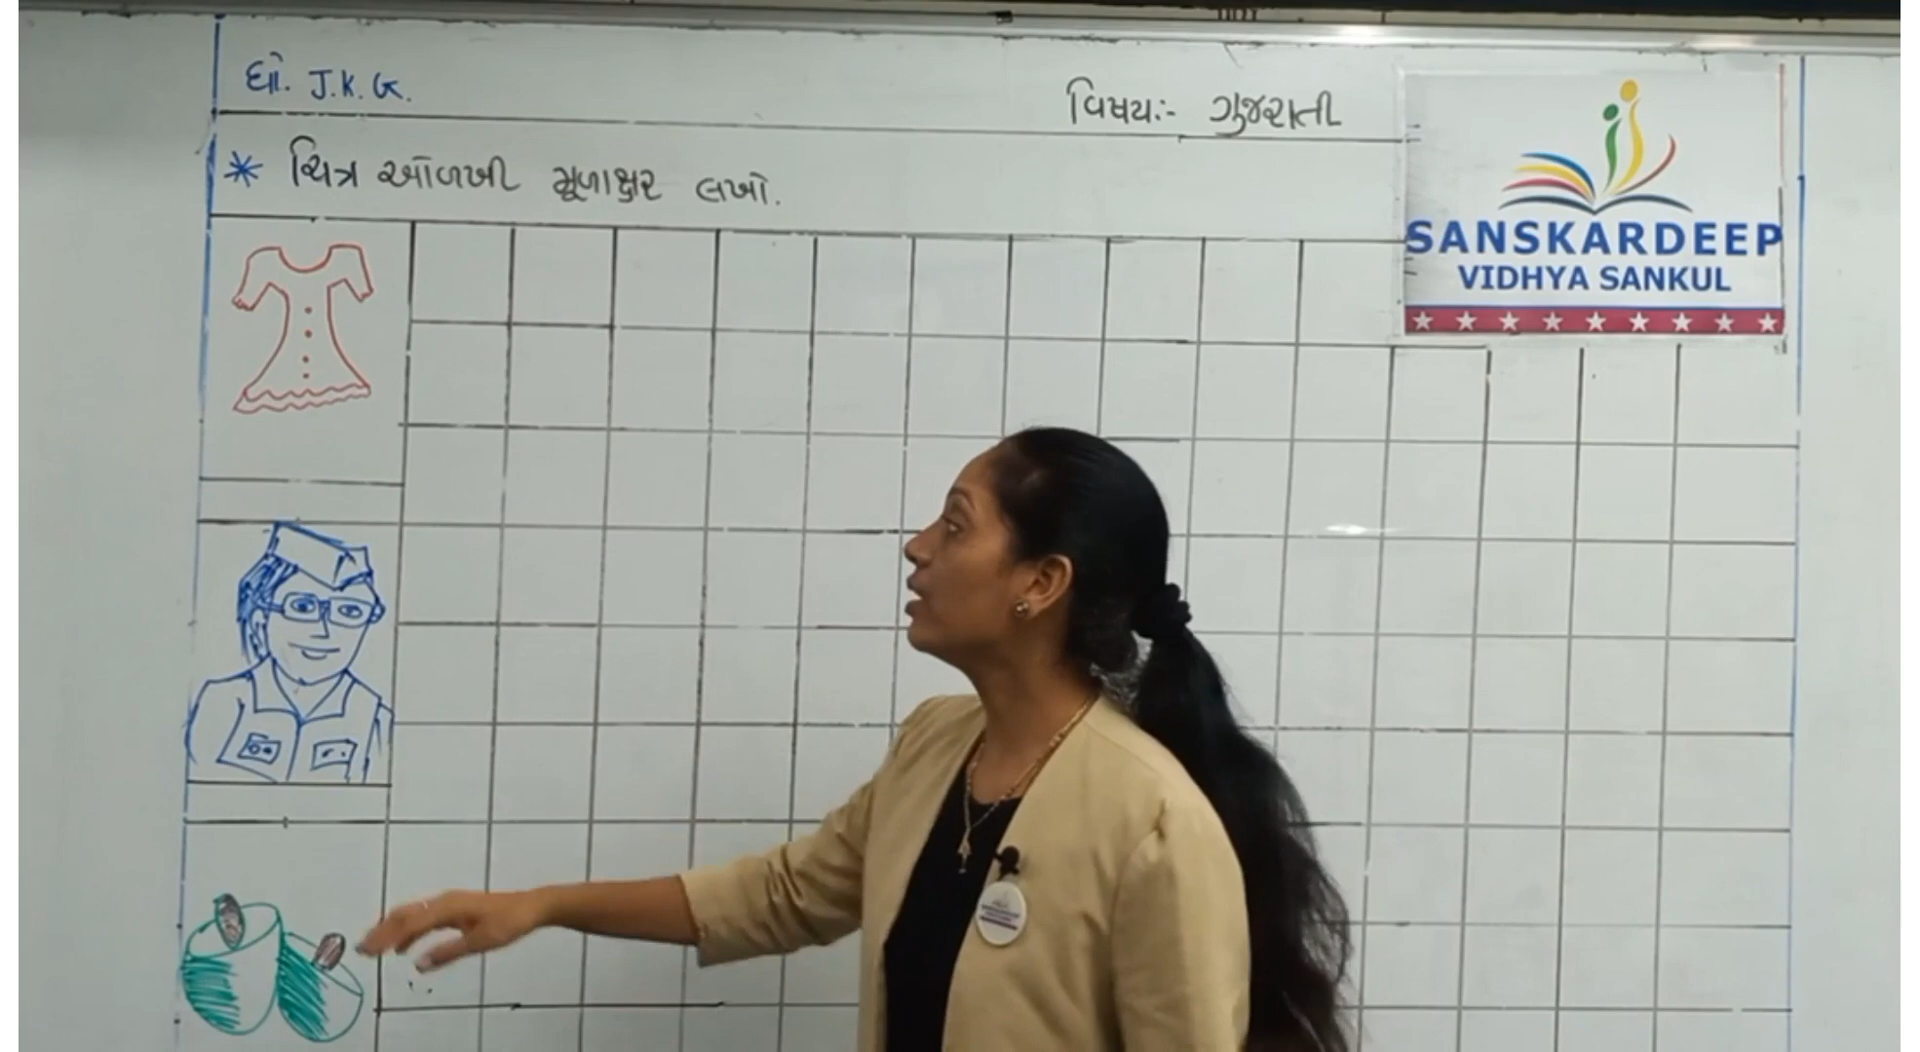 ધો. J.K.G.
વિષય:- ગુજરાતી
* ચિત્ર ઓળખી મૂળાક્ષર લખો.
SANSKARDEEP
VIDHYA SANKUL